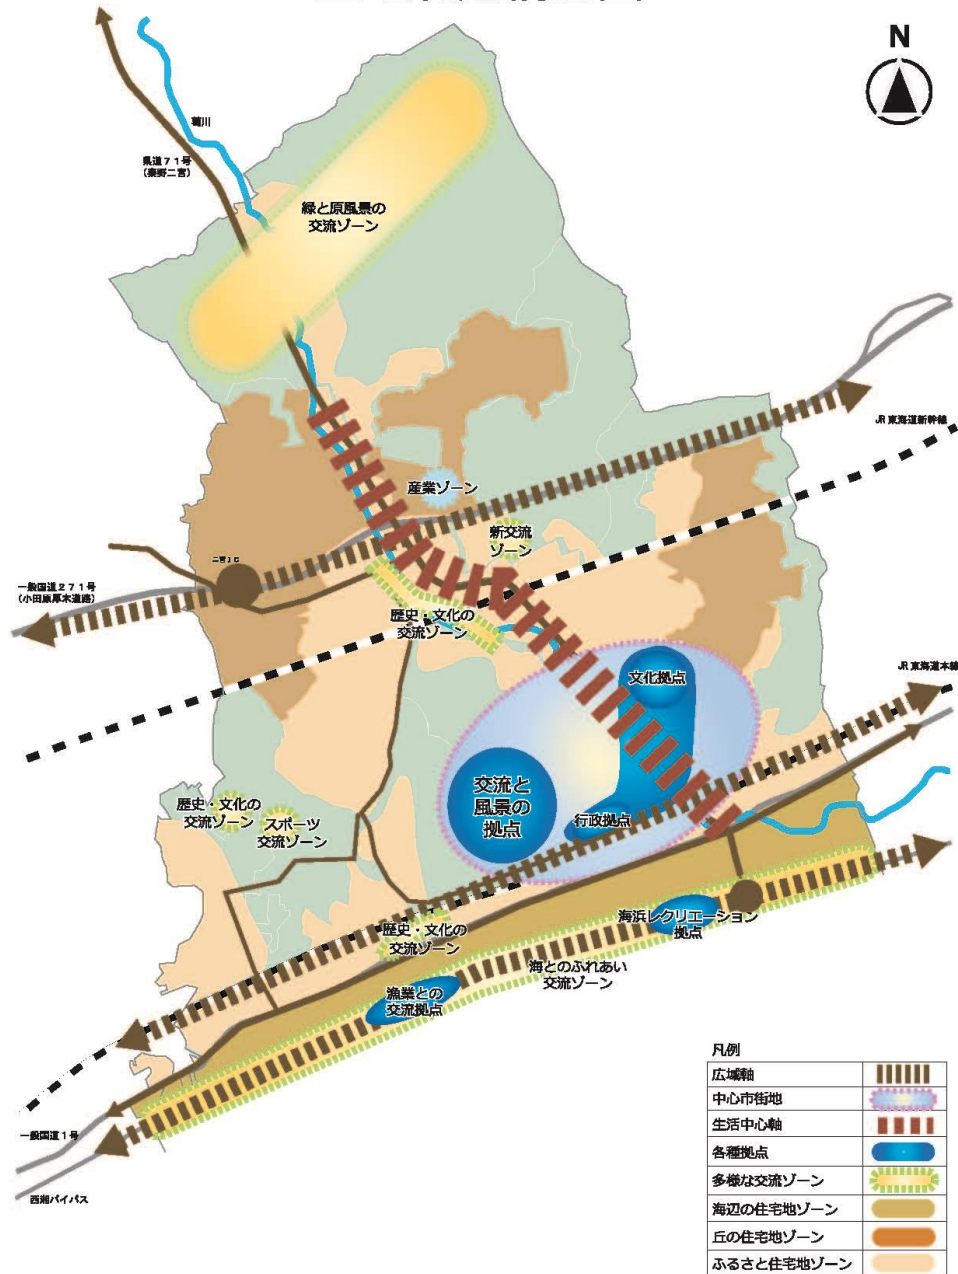 N
葛川
県道71号
(秦野二宮)
緑と原風景の
交流ゾーン
JR東海道新幹線
産業ゾーン
新交流
ゾーン
二宮IC
一般国道271号
(小田原厚木道路)
歴史・文化の
交流ゾーン
JR東海道本線
文化拠点
交流と
風景の
拠点
行政拠点
歴史・文化の
交流ゾーン
スポーツ
交流ゾーン
海浜レクリエーション
拠点
歴史・文化の
交流ゾーン
海とのふれあい
交流ゾーン
漁業との
交流拠点
一般国道1号
西湘バイパス
凡例
広域軸
中心市街地
生活中心軸
各種拠点
多様な交流ゾーン
海辺の住宅地ゾーン
丘の住宅地ゾーン
ふるさと住宅地ゾーン